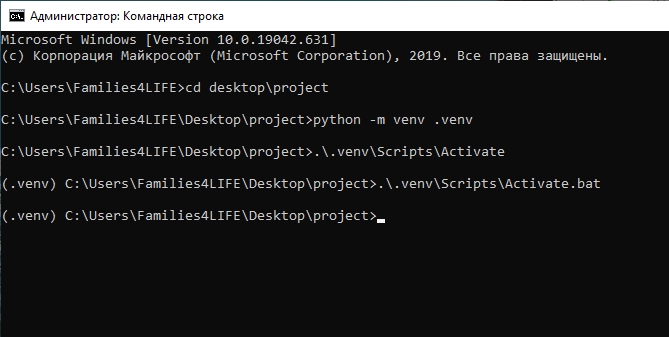 Администратор: Командная строка
Microsoft Windows [Version 10.0.19042.631]
(c) Корпорация Майкрософт (Microsoft Corporation), 2019. Все права защищены.
C:\Users\Families4LIFE>cd desktop\project
C:\Users\Families4LIFE\Desktop\project>python -m venv .venv
C:\Users\Families4LIFE\Desktop\project>.\.venv\Scripts\Activate
(.venv) C:\Users\Families4LIFE\Desktop\project>.\.venv\Scripts\Activate.bat
(.venv) C:\Users\Families4LIFE\Desktop\project>